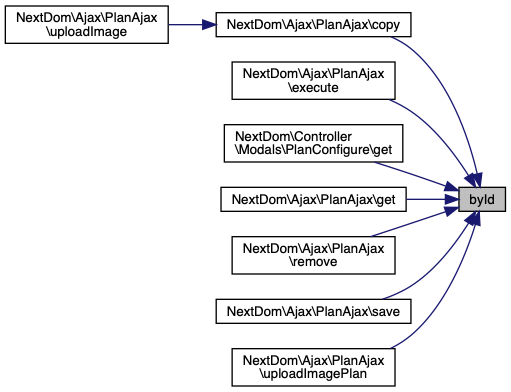 NextDom\Ajax\PlanAjax
\uploadImage
NextDom\Ajax\PlanAjax\copy
NextDom\Ajax\PlanAjax
\execute
NextDom\Controller
\Modals\PlanConfigure\get
NextDom\Ajax\PlanAjax\get
byId
NextDom\Ajax\PlanAjax
\remove
NextDom\Ajax\PlanAjax\save
NextDom\Ajax\PlanAjax
\uploadImagePlan